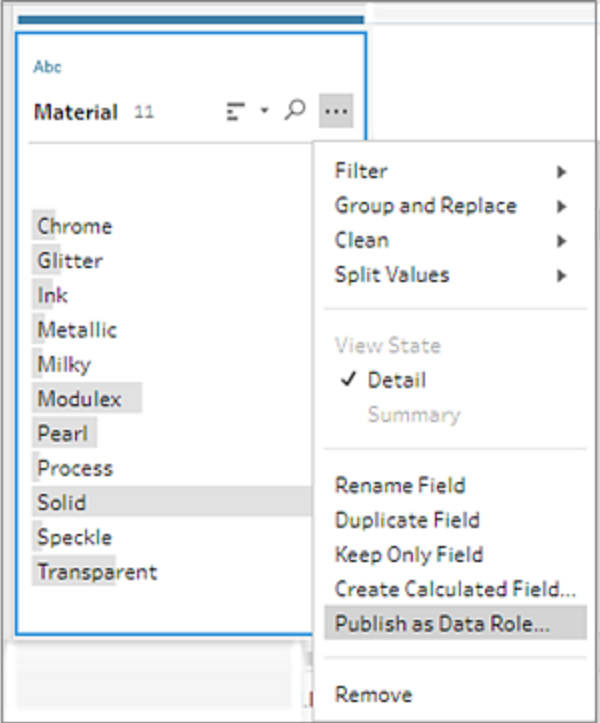 Abc
Material 11
Chrome
Glitter
Ink
Metallic
Milky
Modulex
Pearl
Process
Solid
Speckle
Transparent
Filter
Group and Replace
Clean
Split Values
View State
Detail
Summary
Rename Field
Duplicate Field
Keep Only Field
Create Calculated Field...
Publish as Data Role...
Remove